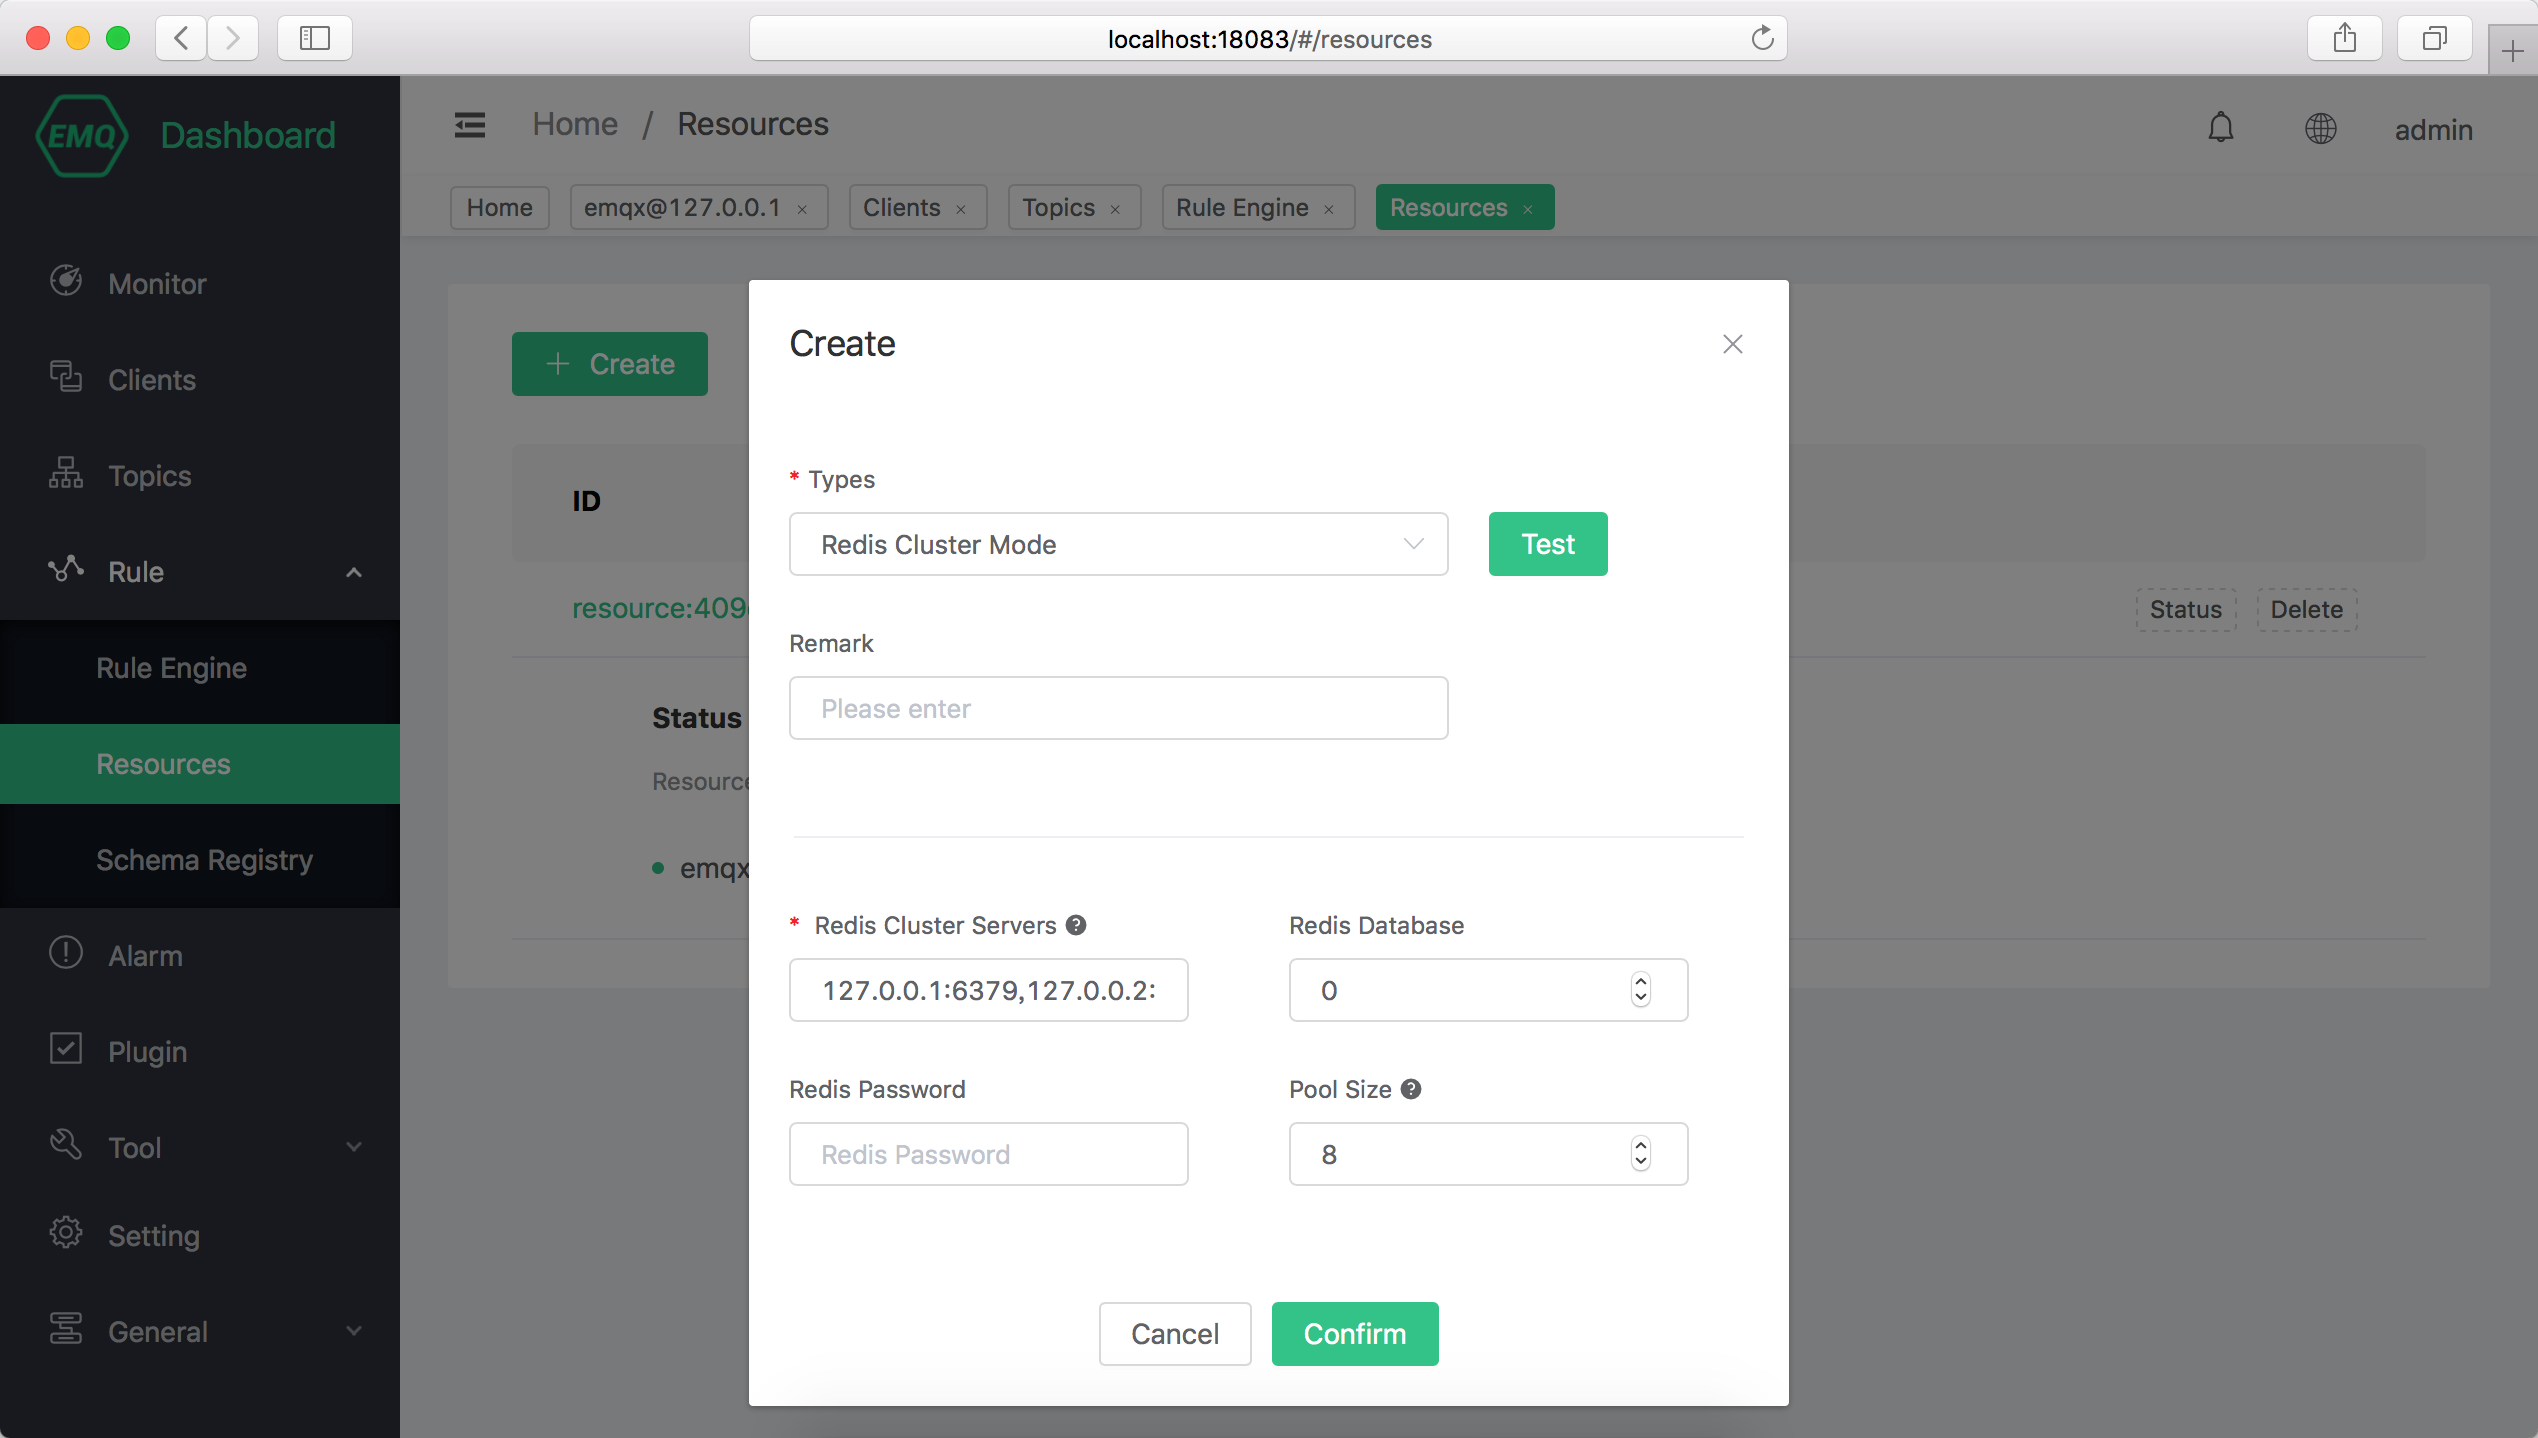 localhost:18083/#/resources
EMQ Dashboard
Home / Resources
admin
Home
emqx@127.0.0.1 ×
Clients ×
Topics ×
Rule Engine ×
Resources ×
Monitor
Clients
Topics
Rule
Rule Engine
Resources
Schema Registry
Alarm
Plugin
Tool
Setting
General
+ Create
ID
resource:409
Status
Delete
Status
Resource
emqx
Create
* Types
Redis Cluster Mode
Test
Remark
Please enter
* Redis Cluster Servers ?
127.0.0.1:6379,127.0.0.2:
Redis Database
0
Redis Password
Redis Password
Pool Size ?
8
Cancel
Confirm